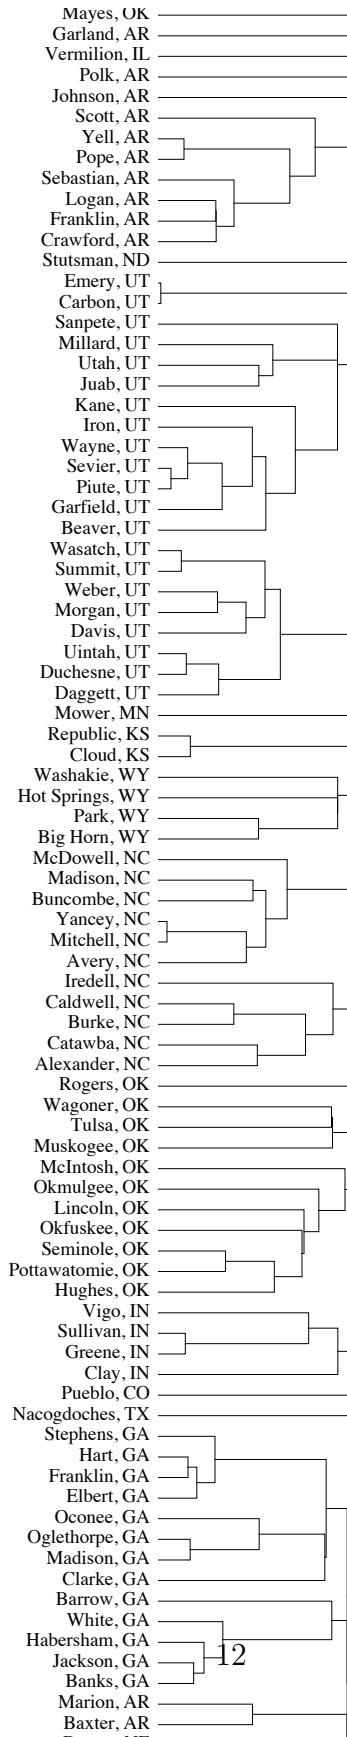 Mayes, OK
Garland, AR
Vermilion, IL
Polk, AR
Johnson, AR
Scott, AR
Yell, AR
Pope, AR
Sebastian, AR
Logan, AR
Franklin, AR
Crawford, AR
Stutsman, ND
Emery, UT
Carbon, UT
Sanpete, UT
Millard, UT
Utah, UT
Juab, UT
Kane, UT
Iron, UT
Wayne, UT
Sevier, UT
Piute, UT
Garfield, UT
Beaver, UT
Wasatch, UT
Summit, UT
Weber, UT
Morgan, UT
Davis, UT
Uintah, UT
Duchesne, UT
Daggett, UT
Mower, MN
Republic, KS
Cloud, KS
Washakie, WY
Hot Springs, WY
Park, WY
Big Horn, WY
McDowell, NC
Madison, NC
Buncombe, NC
Yancey, NC
Mitchell, NC
Avery, NC
Iredell, NC
Caldwell, NC
Burke, NC
Catawba, NC
Alexander, NC
Rogers, OK
Wagoner, OK
Tulsa, OK
Muskogee, OK
McIntosh, OK
Okmulgee, OK
Lincoln, OK
Okfuskee, OK
Seminole, OK
Pottawatomie, OK
Hughes, OK
Vigo, IN
Sullivan, IN
Greene, IN
Clay, IN
Pueblo, CO
Nacogdoches, TX
Stephens, GA
Hart, GA
Franklin, GA
Elbert, GA
Oconee, GA
Oglethorpe, GA
Madison, GA
Clarke, GA
Barrow, GA
White, GA
Habersham, GA
Jackson, GA
12
Banks, GA
Marion, AR
Baxter, AR